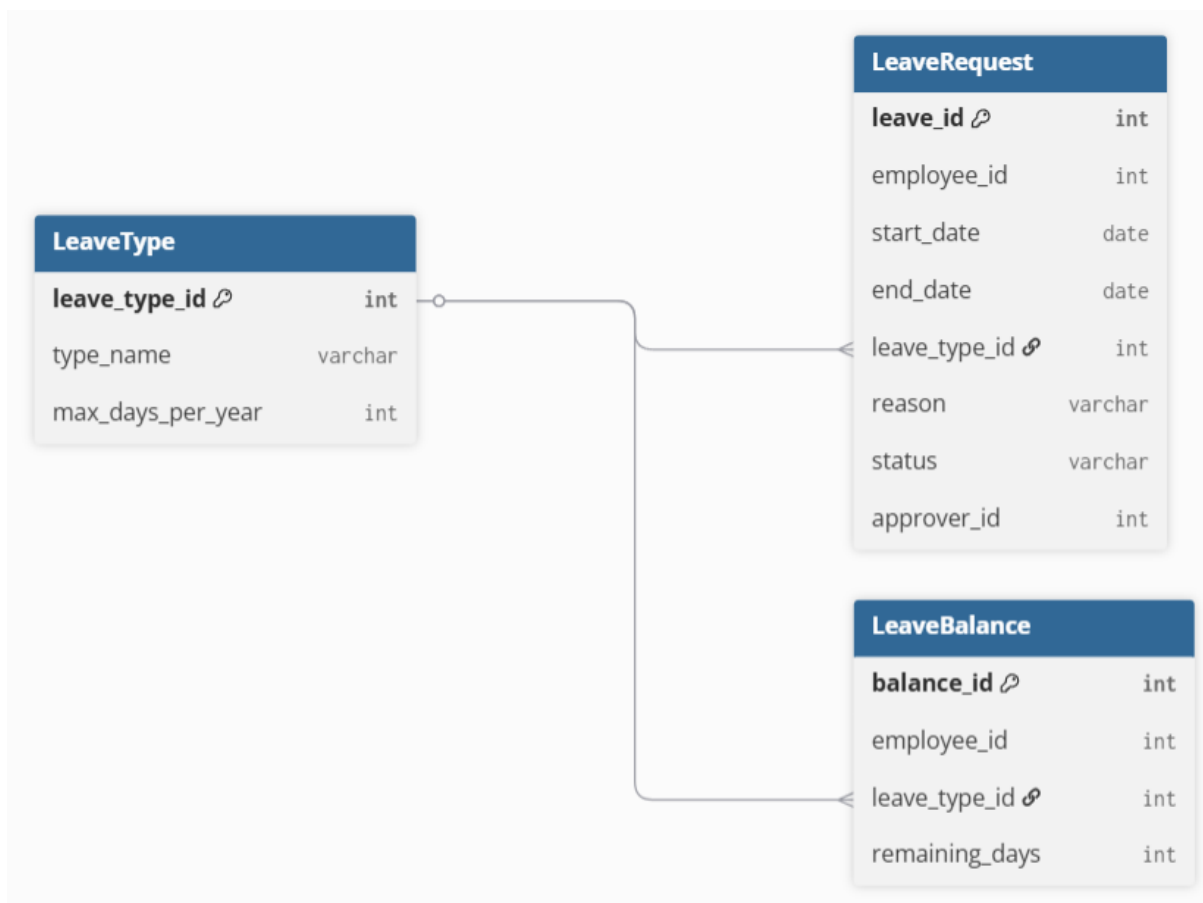 LeaveType
leave_type_id int
type_name varchar
max_days_per_year int
LeaveRequest
leave_id int
employee_id int
start_date date
end_date date
leave_type_id int
reason varchar
status varchar
approver_id int
LeaveBalance
balance_id int
employee_id int
leave_type_id int
remaining_days int